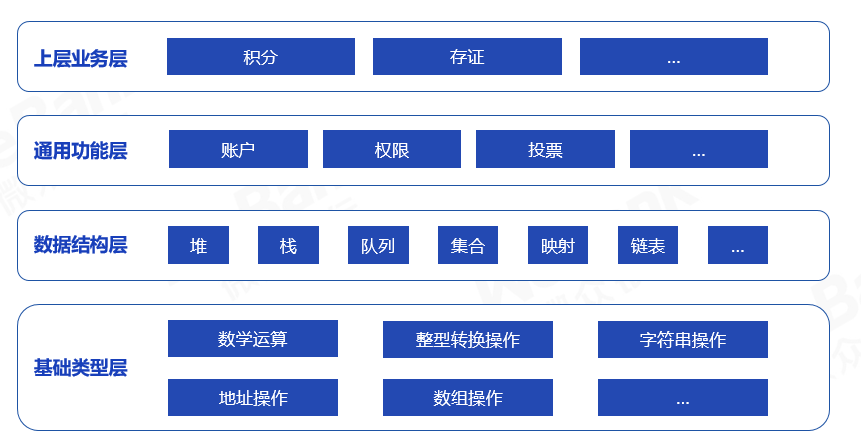 上层业务层
积分
存证
...
通用功能层
账户
权限
投票
...
数据结构层
堆
栈
队列
集合
映射
链表
...
基础类型层
数学运算
整型转换操作
字符串操作
地址操作
数组操作
...